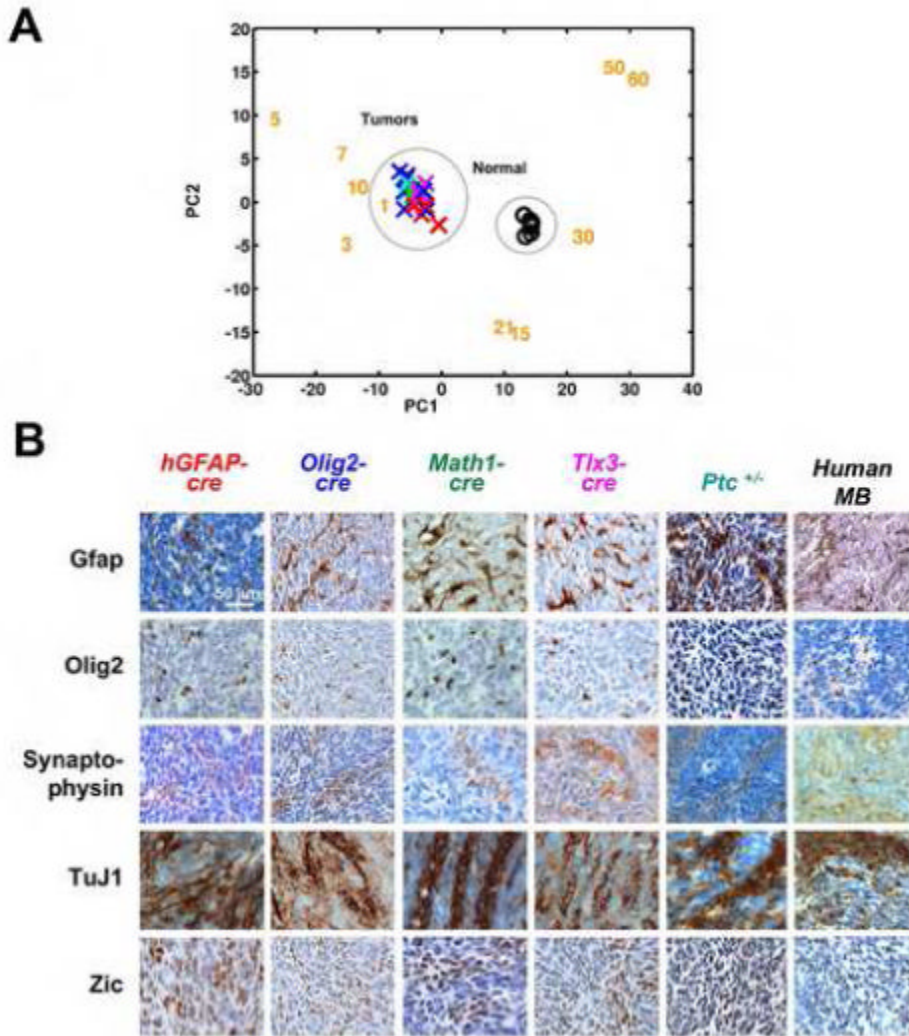 A
20
15
10
5
0
-5
-10
-15
-20
PC2
50
60
5
Tumors
7
Normal
10
1
3
30
21
15
-30
-20
-10
0
10
20
30
40
PC1
B
hGFAP-
cre
Olig2-
cre
Math1-
cre
Tlx3-
cre
Ptc +/-
Human
MB
Gfap
50 µm
Olig2
Synapto-
physin
TuJ1
Zic